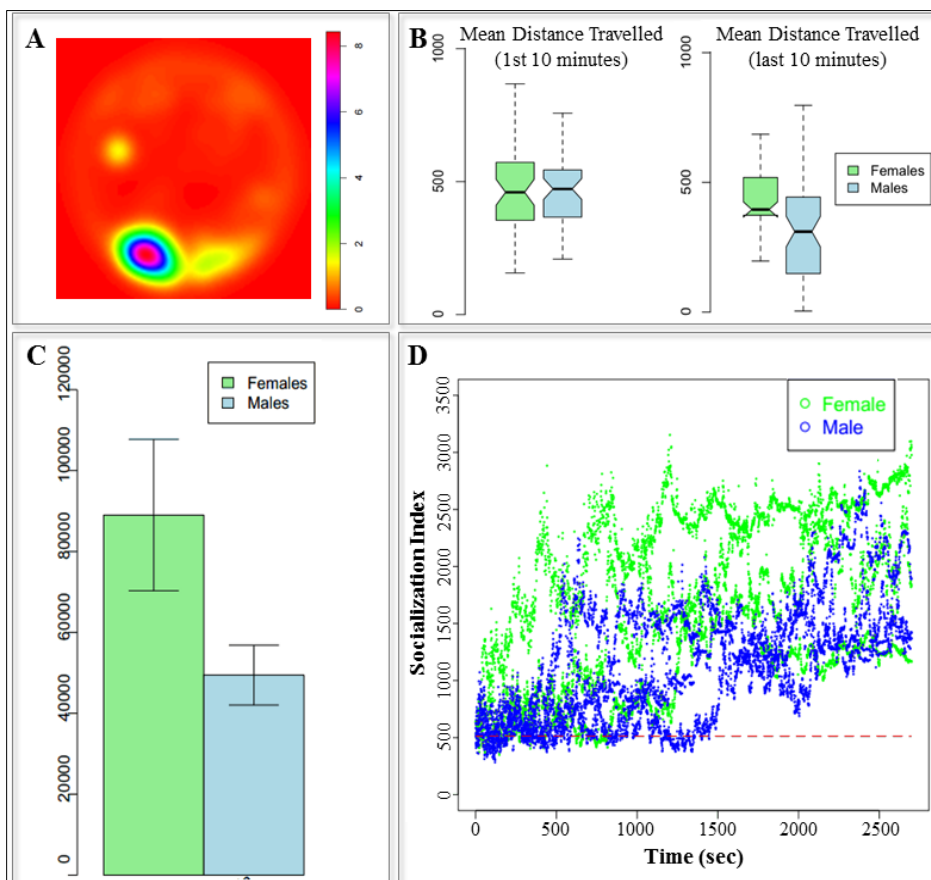 A
8
6
4
2
0
B
Mean Distance Travelled
(1st 10 minutes)
1000
500
0
Mean Distance Travelled
(last 10 minutes)
1000
500
0
Females
Males
C
Females
Males
120000
100000
80000
60000
40000
20000
0
D
Female
Male
Socialization Index
3500
3000
2500
2000
1500
1000
500
0
0 500 1000 1500 2000 2500
Time (sec)